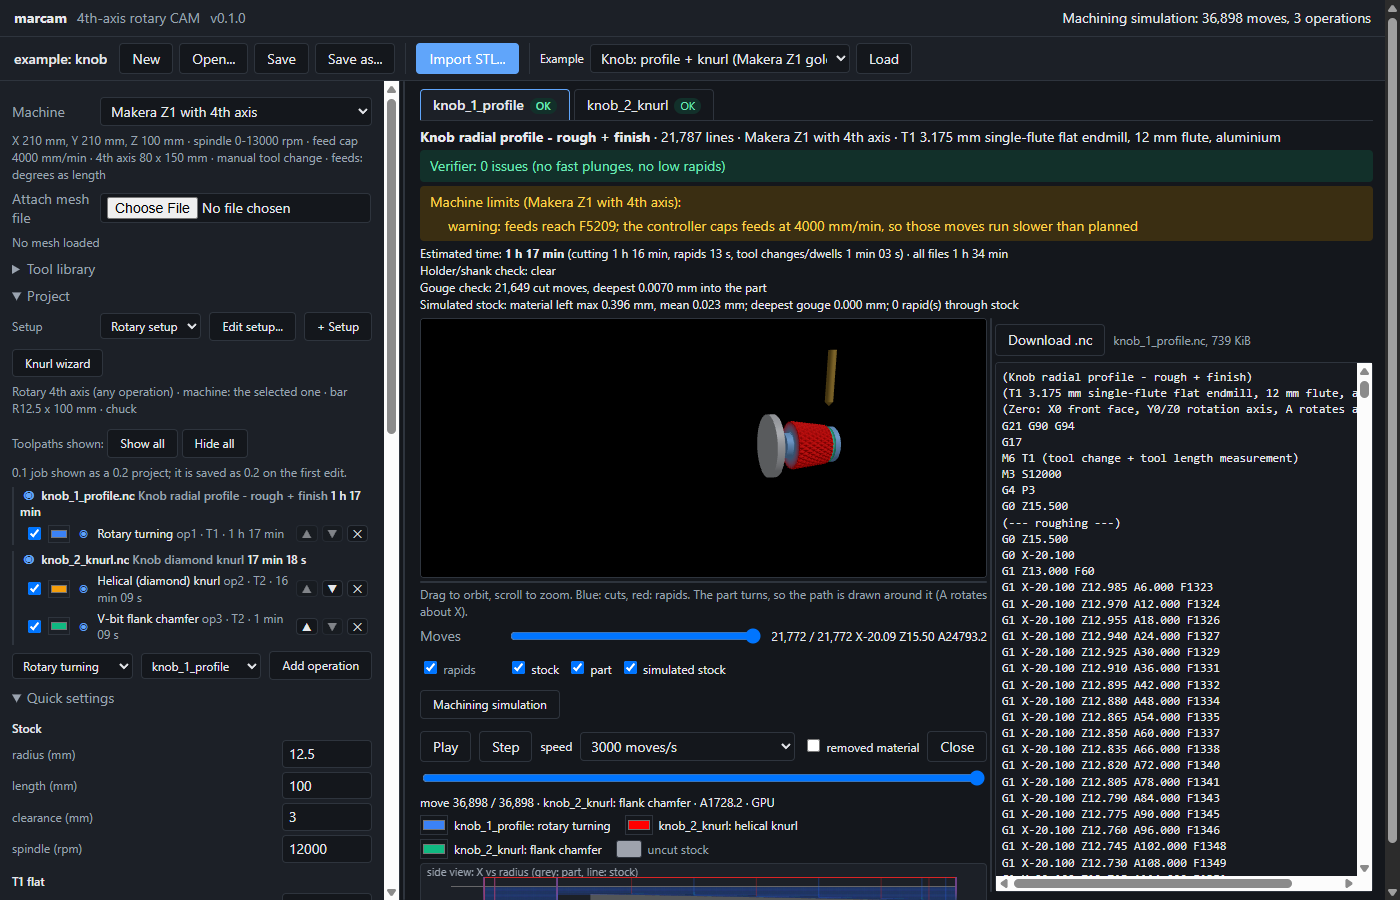 marcam 4th-axis rotary CAM v0.1.0
Machining simulation: 36,898 moves, 3 operations
example: knob New Open... Save Save as... Import STL... Example Knob: profile + knurl (Makera Z1 gol Load
Machine Makera Z1 with 4th axis
X 210 mm, Y 210 mm, Z 100 mm · spindle 0-13000 rpm · feed cap
4000 mm/min · 4th axis 80 x 150 mm · manual tool change · feeds:
degrees as length
Attach mesh
file
Choose File No file chosen
No mesh loaded
Tool library
Project
Setup Rotary setup Edit setup... + Setup
Knurl wizard
Rotary 4th axis (any operation) · machine: the selected one · bar
R12.5 x 100 mm · chuck
Toolpaths shown: Show all Hide all
0.1 job shown as a 0.2 project; it is saved as 0.2 on the first edit.
knob_1_profile.nc Knob radial profile - rough + finish 1 h 17
min
Rotary turning op1 · T1 · 1 h 17 min
knob_2_knurl.nc Knob diamond knurl 17 min 18 s
Helical (diamond) knurl op2 · T2 · 16
min 09 s
V-bit flank chamfer op3 · T2 · 1 min
09 s
Rotary turning knob_1_profile Add operation
Quick settings
Stock
radius (mm) 12.5
length (mm) 100
clearance (mm) 3
spindle (rpm) 12000
T1 flat
knob_1_profile OK knob_2_knurl OK
Knob radial profile - rough + finish · 21,787 lines · Makera Z1 with 4th axis · T1 3.175 mm single-flute flat endmill, 12 mm flute, aluminium
Verifier: 0 issues (no fast plunges, no low rapids)
Machine limits (Makera Z1 with 4th axis):
warning: feeds reach F5209; the controller caps feeds at 4000 mm/min, so those moves run slower than planned
Estimated time: 1 h 17 min (cutting 1 h 16 min, rapids 13 s, tool changes/dwells 1 min 03 s) · all files 1 h 34 min
Holder/shank check: clear
Gouge check: 21,649 cut moves, deepest 0.0070 mm into the part
Simulated stock: material left max 0.396 mm, mean 0.023 mm; deepest gouge 0.000 mm; 0 rapid(s) through stock
Drag to orbit, scroll to zoom. Blue: cuts, red: rapids. The part turns, so the path is drawn around it (A rotates
about X).
Moves 21,772 / 21,772 X-20.09 Z15.50 A24793.2
rapids stock part simulated stock
Machining simulation
Play Step speed 3000 moves/s removed material Close
move 36,898 / 36,898 · knob_2_knurl: flank chamfer · A1728.2 · GPU
knob_1_profile: rotary turning knob_2_knurl: helical knurl
knob_2_knurl: flank chamfer uncut stock
side view: X vs radius (grey: part, line: stock)
Download .nc knob_1_profile.nc, 739 KiB
(Knob radial profile - rough + finish)
(T1 3.175 mm single-flute flat endmill, 12 mm flute, a
(Zero: X0 front face, Y0/Z0 rotation axis, A rotates a
G21 G90 G94
G17
M6 T1 (tool change + tool length measurement)
M3 S12000
G4 P3
G0 Z15.500
(--- roughing ---)
G0 Z15.500
G0 X-20.100
G1 Z13.000 F60
G1 X-20.100 Z12.985 A6.000 F1323
G1 X-20.100 Z12.970 A12.000 F1324
G1 X-20.100 Z12.955 A18.000 F1326
G1 X-20.100 Z12.940 A24.000 F1327
G1 X-20.100 Z12.925 A30.000 F1329
G1 X-20.100 Z12.910 A36.000 F1331
G1 X-20.100 Z12.895 A42.000 F1332
G1 X-20.100 Z12.880 A48.000 F1334
G1 X-20.100 Z12.865 A54.000 F1335
G1 X-20.100 Z12.850 A60.000 F1337
G1 X-20.100 Z12.835 A66.000 F1338
G1 X-20.100 Z12.820 A72.000 F1340
G1 X-20.100 Z12.805 A78.000 F1341
G1 X-20.100 Z12.790 A84.000 F1343
G1 X-20.100 Z12.775 A90.000 F1345
G1 X-20.100 Z12.760 A96.000 F1346
G1 X-20.100 Z12.745 A102.000 F1348
G1 X-20.100 Z12.730 A108.000 F1349